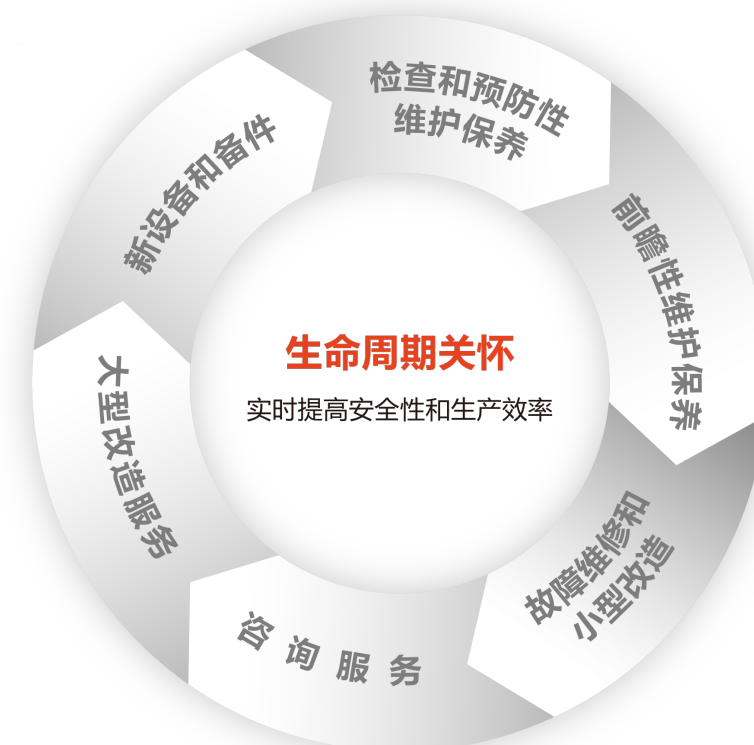 检查和预防性
维护保养
前瞻性维护保养
故障维修和
小型改造
咨询服务
大型改造服务
新设备和备件
生命周期关怀
实时提高安全性和生产效率